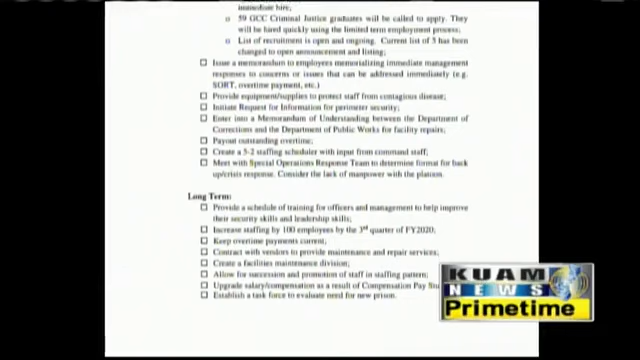 immediate hire;
o 59 GCC Criminal Justice graduates will be called to apply. They
will be hired quickly using the limited term employment process;
o List of recruitment is open and ongoing. Current list of 3 has been
changed to open announcement and listing;
☐ Issue a memorandum to employees memorializing immediate management
responses to concerns or issues that can be addressed immediately (e.g.
SORT, overtime payment, etc.)
☐ Provide equipment/supplies to protect staff from contagious disease;
☐ Initiate Request for Information for perimeter security;
☐ Enter into a Memorandum of Understanding between the Department of
Corrections and the Department of Public Works for facility repairs;
☐ Payout outstanding overtime;
☐ Create a 5-2 staffing scheduler with input from command staff;
☐ Meet with Special Operations Response Team to determine format for back
up/crisis response. Consider the lack of manpower with the platoon.
Long Term:
☐ Provide a schedule of training for officers and management to help improve
their security skills and leadership skills;
☐ Increase staffing by 100 employees by the 3rd quarter of FY2020;
☐ Keep overtime payments current;
☐ Contract with vendors to provide maintenance and repair services;
☐ Create a facilities maintenance division;
☐ Allow for succession and promotion of staff in staffing pattern;
☐ Upgrade salary/compensation as a result of Compensation Pay Stu
☐ Establish a task force to evaluate need for new prison.
KUAM
NEWS
Primetime